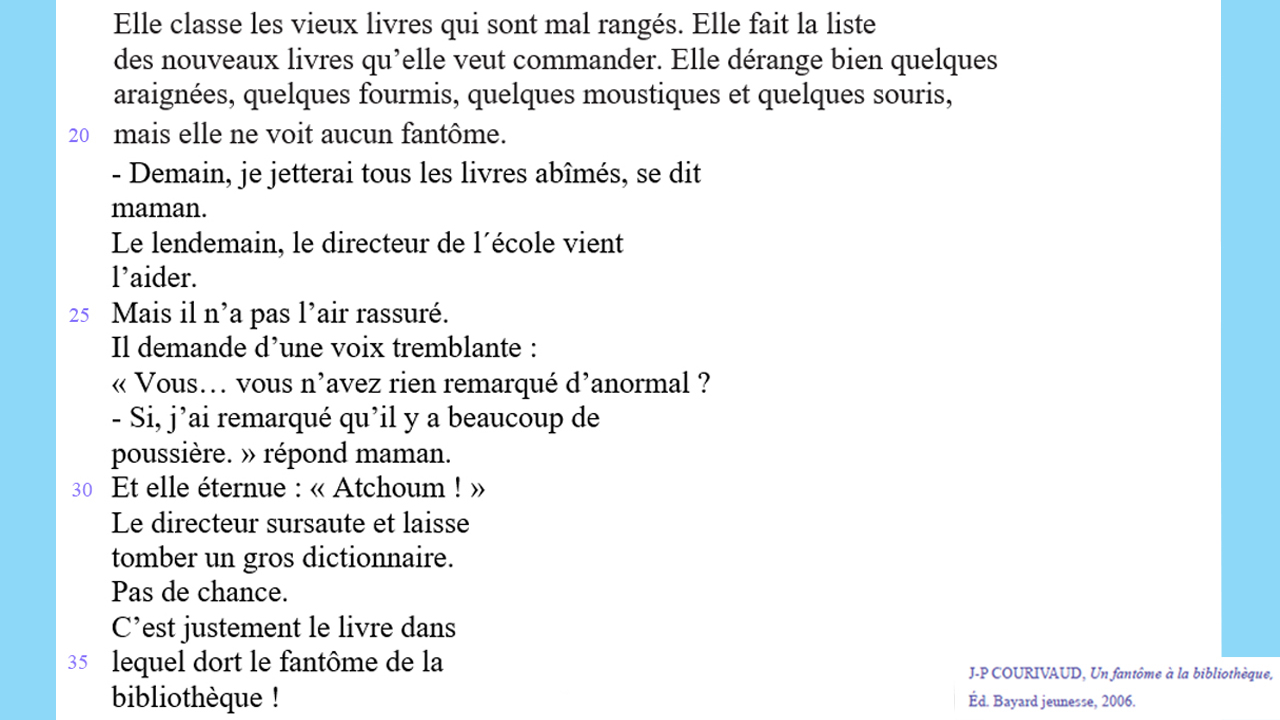 Elle classe les vieux livres qui sont mal rangés. Elle fait la liste
des nouveaux livres qu’elle veut commander. Elle dérange bien quelques
araignées, quelques fourmis, quelques moustiques et quelques souris,
20 mais elle ne voit aucun fantôme.
- Demain, je jetterai tous les livres abîmés, se dit
maman.
Le lendemain, le directeur de l´école vient
l’aider.
25 Mais il n’a pas l’air rassuré.
Il demande d’une voix tremblante :
« Vous… vous n’avez rien remarqué d’anormal ?
- Si, j’ai remarqué qu’il y a beaucoup de
poussière. » répond maman.
30 Et elle éternue : « Atchoum ! »
Le directeur sursaute et laisse
tomber un gros dictionnaire.
Pas de chance.
C’est justement le livre dans
35 lequel dort le fantôme de la
bibliothèque !
J-P COURIVAUD, Un fantôme à la bibliothèque,
Éd. Bayard jeunesse, 2006.